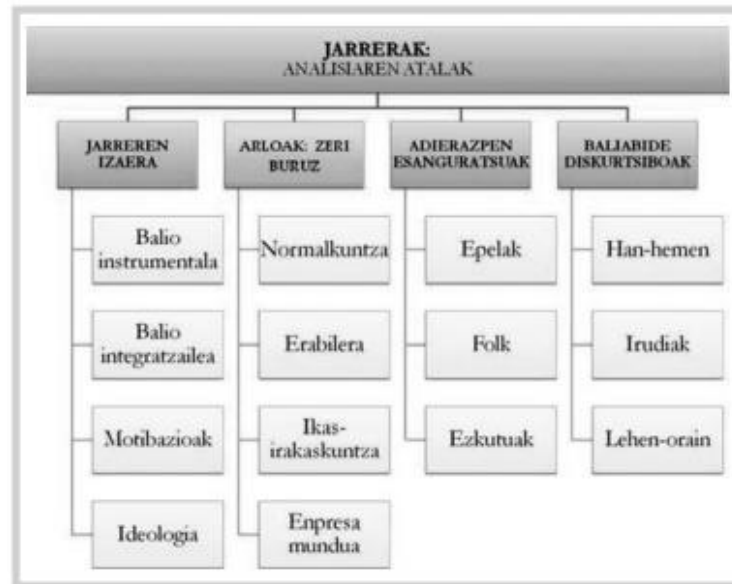 JARRERAK:
ANALISIAREN ATALAK
JARREREN
IZAERA
Balio
instrumentala
Balio
integratzailea
Motibazioak
Ideologia
ARLOAK: ZERI
BURUZ
Normalkuntza
Erabilera
Ikas-
irakaskuntza
Enpresa
mundua
ADIERAZPEN
ESANGURATSUAK
Epelak
Folk
Ezkutuak
BALIABIDE
DISKURTSIBOAK
Han-hemen
Irudiak
Lehen-orain